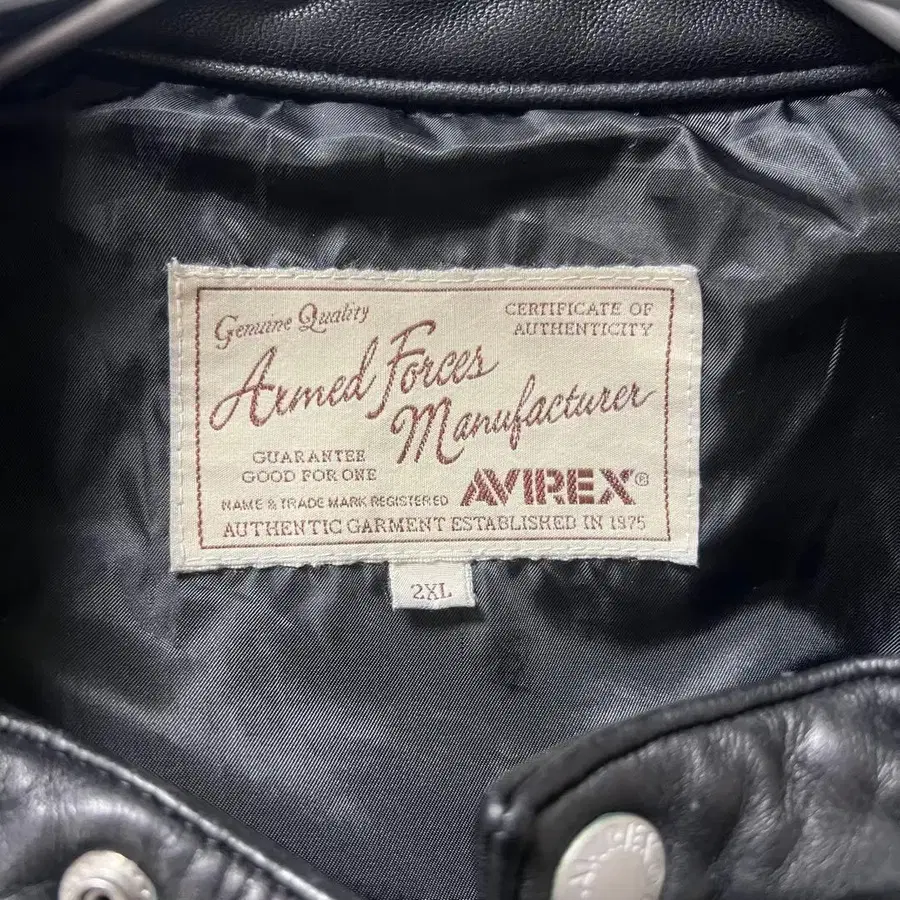 Genuine Quality
CERTIFICATE OF
AUTHENTICITY
Armed Forces
Manufacturer
GUARANTEE
GOOD FOR ONE
NAME & TRADE MARK REGISTERED
AVIREX®
AUTHENTIC GARMENT ESTABLISHED IN 1975
2XL